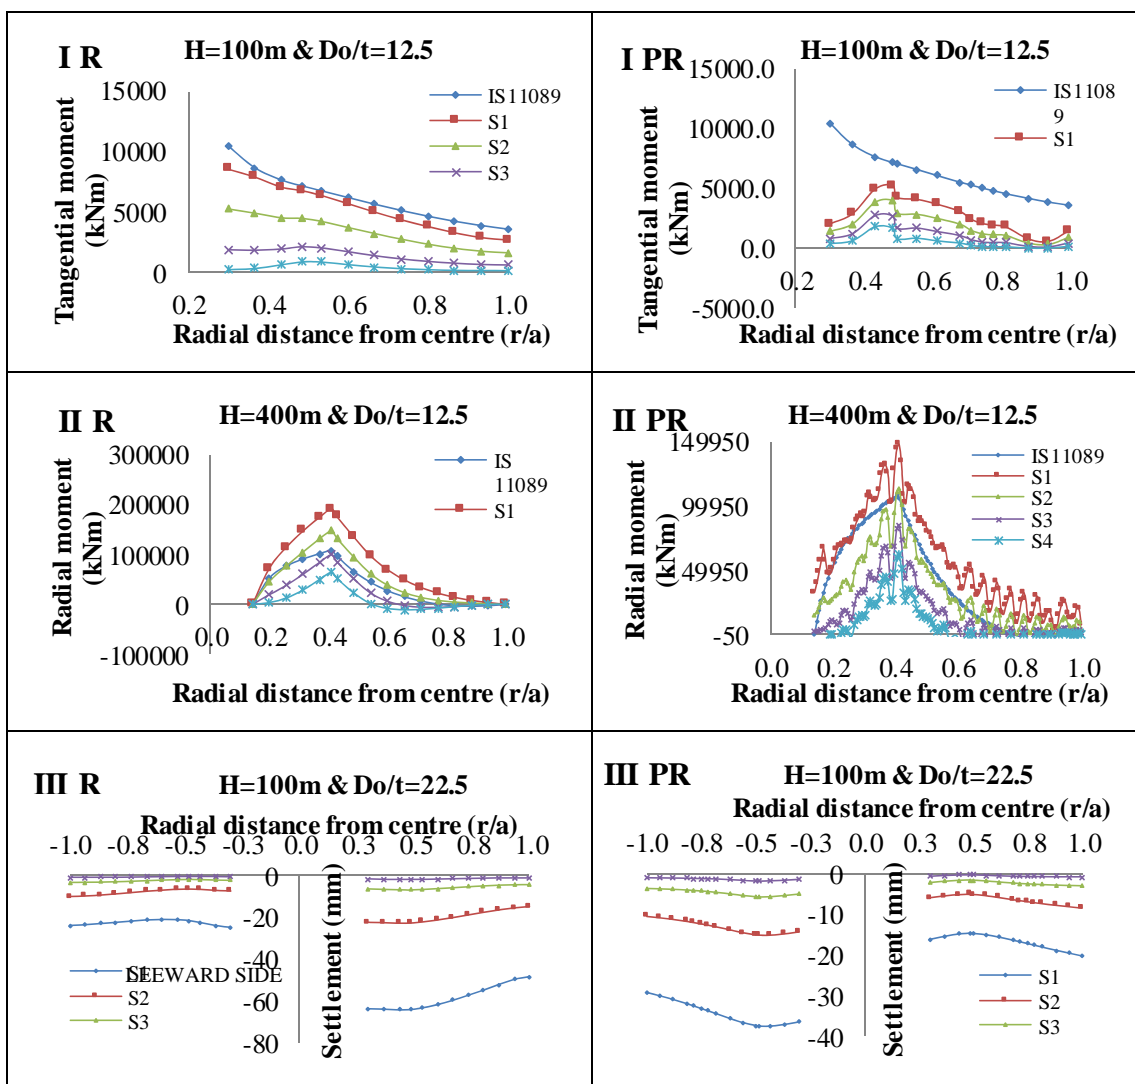 I R
H=100m & Do/t=12.5
15000
10000
5000
0
0.2 0.4 0.6 0.8 1.0
Tangential moment
(kNm)
Radial distance from centre (r/a)
IS11089
S1
S2
S3
I PR
H=100m & Do/t=12.5
15000.0
10000.0
5000.0
0.0
-5000.0
0.2 0.4 0.6 0.8 1.0
Tangential moment
(kNm)
Radial distance from centre (r/a)
IS1108
9
S1
II R
H=400m & Do/t=12.5
300000
200000
100000
0
-100000
0.0 0.2 0.4 0.6 0.8 1.0
Radial moment
(kNm)
Radial distance from centre (r/a)
IS
11089
S1
II PR
H=400m & Do/t=12.5
149950
99950
49950
-50
0.0 0.2 0.4 0.6 0.8 1.0
Radial moment
(kNm)
Radial distance from centre (r/a)
IS11089
S1
S2
S3
S4
III R
H=100m & Do/t=22.5
Radial distance from centre (r/a)
-1.0 -0.8 -0.5 -0.3 0.0 0.3 0.5 0.8 1.0
0
-20
-40
-60
-80
Settlement (mm)
S1
LEEWARD SIDE
S2
S3
III PR
H=100m & Do/t=22.5
Radial distance from centre (r/a)
-1.0 -0.8 -0.5 -0.3 0.0 0.3 0.5 0.8 1.0
0
-10
-20
-30
-40
Settlement (mm)
S1
S2
S3